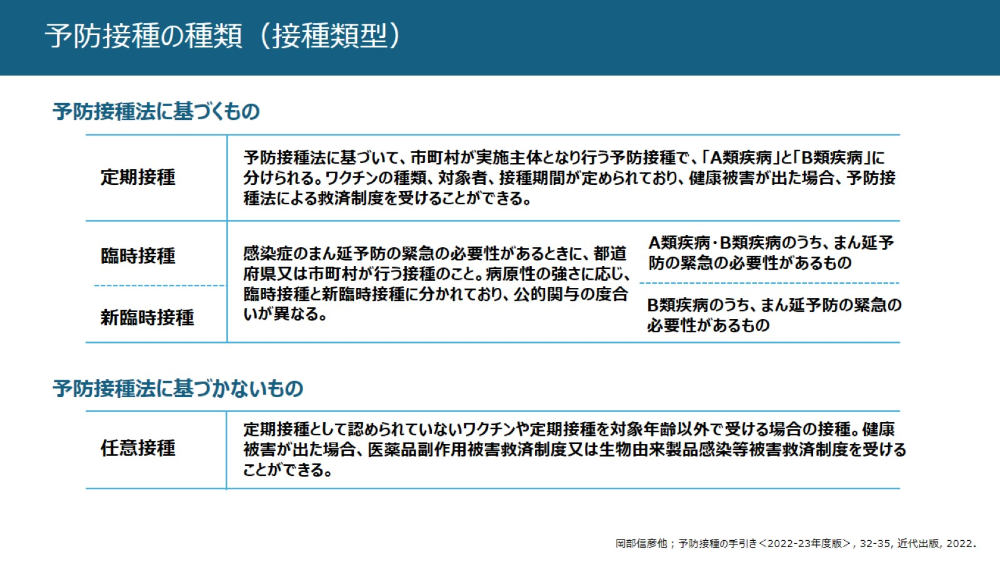 予防接種の種類（接種類型）
予防接種法に基づくもの
定期接種
予防接種法に基づいて、市町村が実施主体となり行う予防接種で、「A類疾病」と「B類疾病」に
分けられる。ワクチンの種類、対象者、接種期間が定められており、健康被害が出た場合、予防接
種法による救済制度を受けることができる。
臨時接種
新臨時接種
感染症のまん延予防の緊急の必要性があるときに、都道
府県又は市町村が行う接種のこと。病原性の強さに応じ、
臨時接種と新臨時接種に分かれており、公的関与の度合
いが異なる。
A類疾病・B類疾病のうち、まん延予
防の緊急の必要性があるもの
B類疾病のうち、まん延予防の緊急の
必要性があるもの
予防接種法に基づかないもの
任意接種
定期接種として認められていないワクチンや定期接種を対象年齢以外で受ける場合の接種。健康
被害が出た場合、医薬品副作用被害救済制度又は生物由来製品感染等被害救済制度を受ける
ことができる。
岡部信彦他 ; 予防接種の手引き＜2022-23年度版＞, 32-35, 近代出版, 2022.